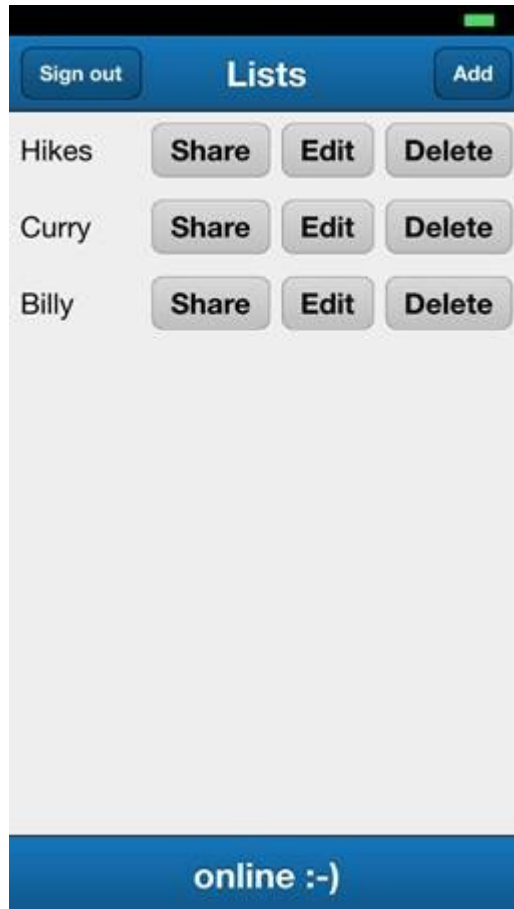 Sign out Lists Add
Hikes Share Edit Delete
Curry Share Edit Delete
Billy Share Edit Delete
online :-)